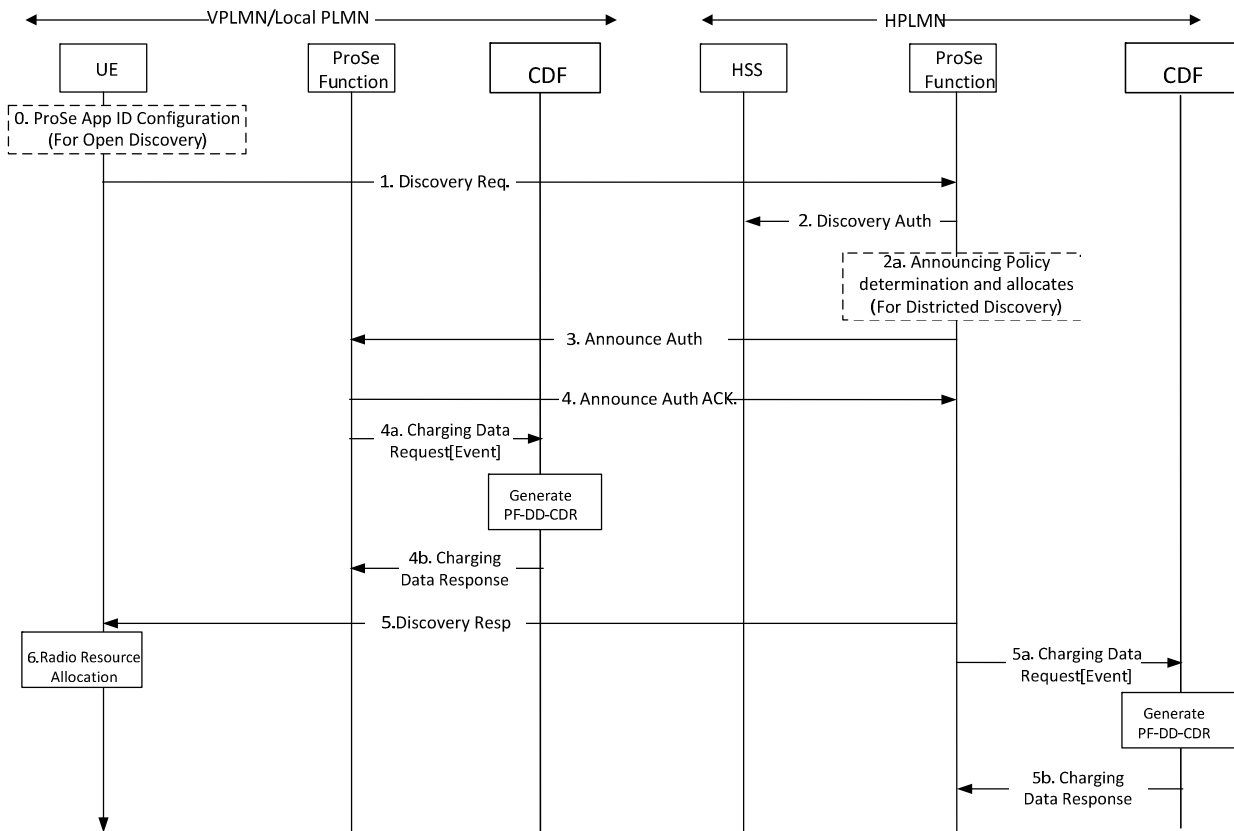 VPLMN/Local PLMN
HPLMN
UE
ProSe
Function
CDF
HSS
ProSe
Function
CDF
0. ProSe App ID Configuration
(For Open Discovery)
1. Discovery Req.
2. Discovery Auth
2a. Announcing Policy
determination and allocates
(For Districted Discovery)
3. Announce Auth
4. Announce Auth ACK.
4a. Charging Data
Request[Event]
Generate
PF-DD-CDR
4b. Charging
Data Response
5.Discovery Resp
6.Radio Resource
Allocation
5a. Charging Data
Request[Event]
Generate
PF-DD-CDR
5b. Charging
Data Response